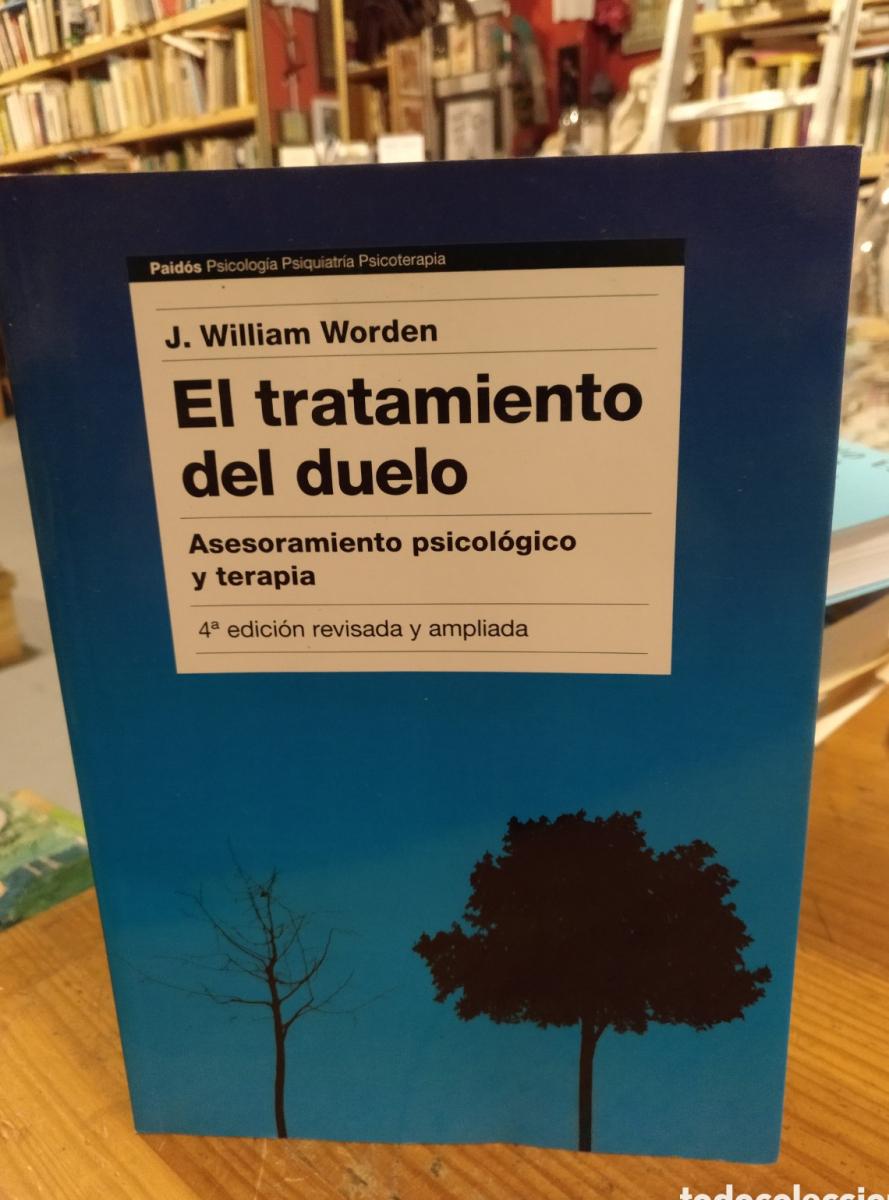 Paidós Psicología Psiquiatría Psicoterapia
J. William Worden
El tratamiento
del duelo
Asesoramiento psicológico
y terapia
4ª edición revisada y ampliada